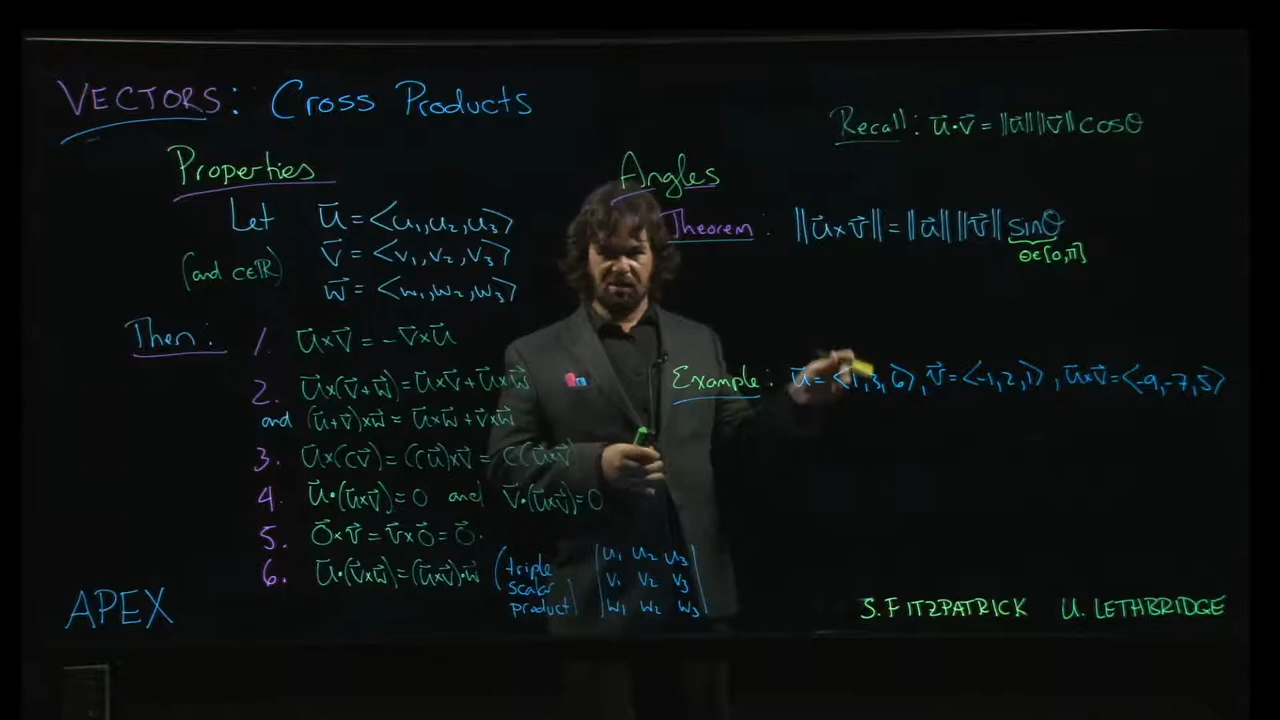 VECTORS: Cross Products
Properties
Let u⃗ = <u₁,u₂,u₃>
(and c∈ℝ) v⃗ = <v₁,v₂,v₃>
w⃗ = <w₁,w₂,w₃>
Then: 1. u⃗×v⃗ = -v⃗×u⃗
2. u⃗×(v⃗+w⃗) = u⃗×v⃗+u⃗×w⃗
and (u⃗+v⃗)×w⃗ = u⃗×w⃗+v⃗×w⃗
3. u⃗×(cv⃗) = (cu⃗)×v⃗ = c(u⃗×v⃗)
4. u⃗•(u⃗×v⃗) = 0 and v⃗•(u⃗×v⃗) = 0
5. 0⃗×v⃗ = v⃗×0⃗ = 0⃗.
6. u⃗•(v⃗×w⃗) = (u⃗×v⃗)•w⃗
(triple
scalar
product)
|u₁ u₂ u₃|
|v₁ v₂ v₃|
|w₁ w₂ w₃|
APEX
Recall: u⃗•v⃗ = ||u⃗|| ||v⃗|| cosθ
Angles
Theorem: ||u⃗×v⃗|| = ||u⃗|| ||v⃗|| sinθ
θ∈[0,π]
Example: u⃗ = <1,3,6>, v⃗ = <-1,2,1>, u⃗×v⃗ = <-9,-7,5>
S. FITZPATRICK U. LETHBRIDGE